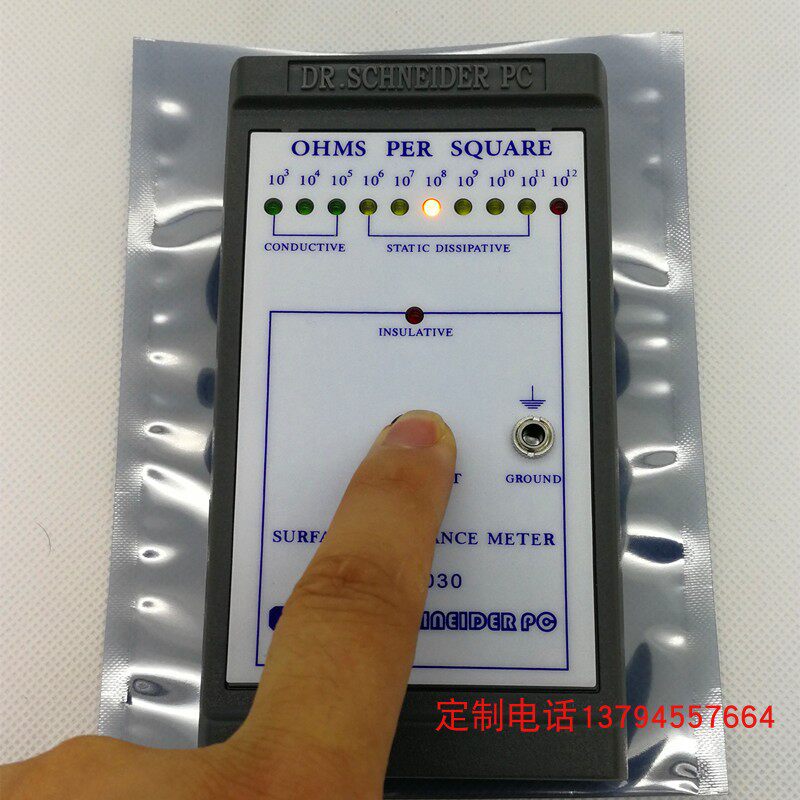 DR.SCHNEIDER PC
OHMS PER SQUARE
10³ 10⁴ 10⁵ 10⁶ 10⁷ 10⁸ 10⁹ 10¹⁰ 10¹¹ 10¹²
CONDUCTIVE STATIC DISSIPATIVE
INSULATIVE
GROUND
METER
PC
定制电话13794557664